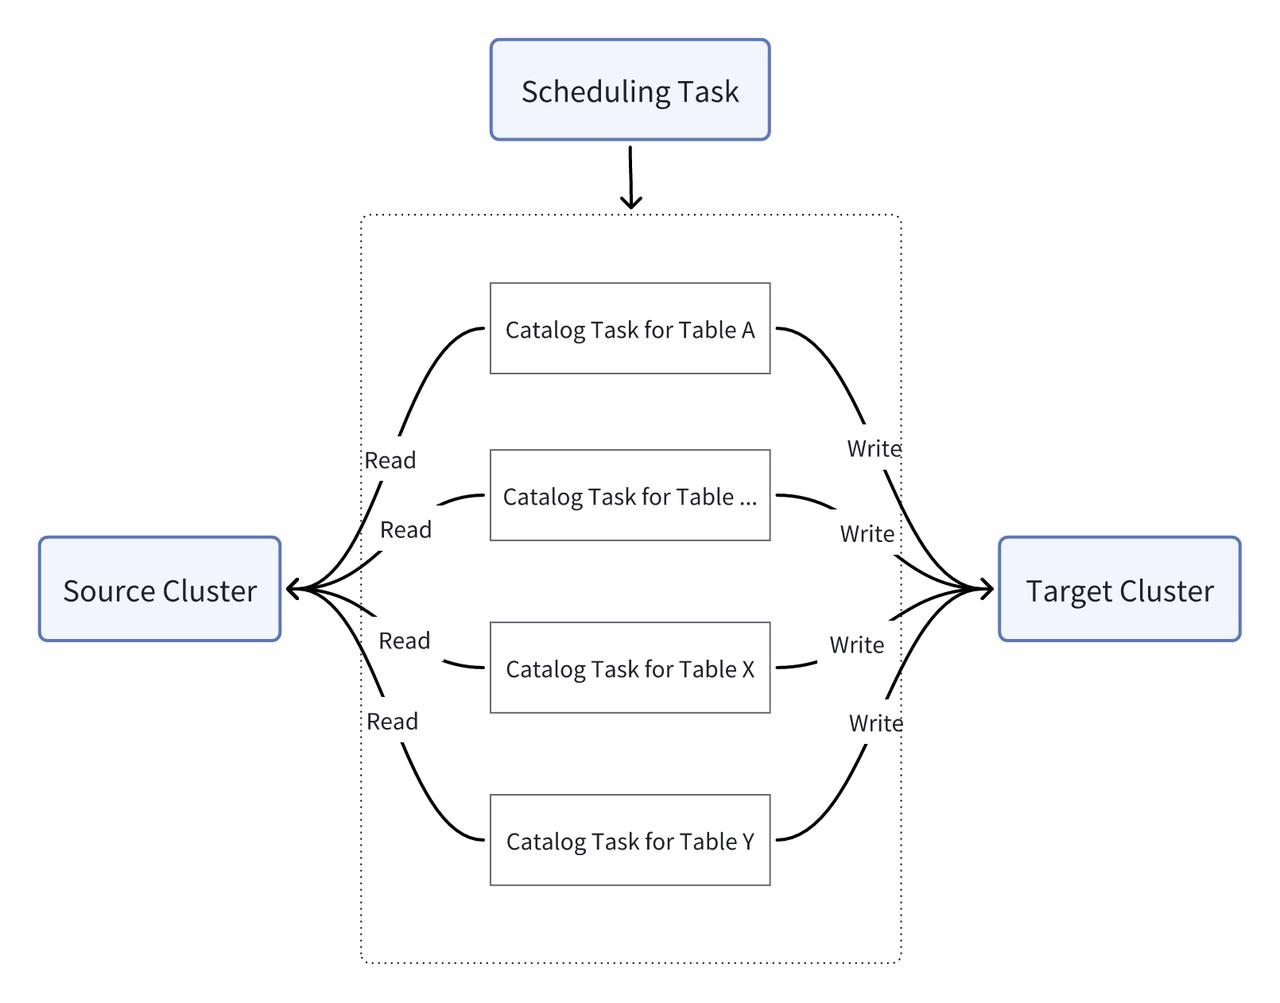 Scheduling Task
Catalog Task for Table A
Read
Write
Catalog Task for Table ...
Read
Write
Source Cluster
Target Cluster
Read
Write
Catalog Task for Table X
Read
Write
Catalog Task for Table Y